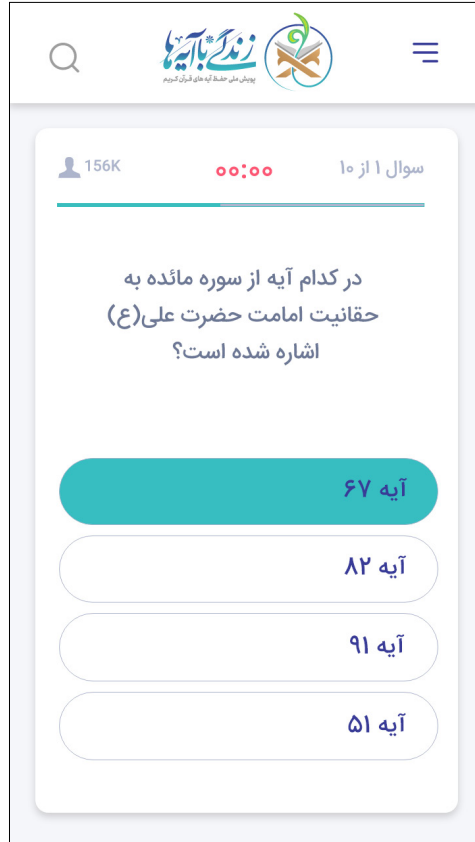 زندگی با آیه‌ها
پویش ملی حفظ آیه های قرآن کریم
سوال ۱ از ۱۰
۰۰:۰۰
156K
در کدام آیه از سوره مائده به
حقانیت امامت حضرت علی(ع)
اشاره شده است؟
آیه ۶۷
آیه ۸۲
آیه ۹۱
آیه ۵۱